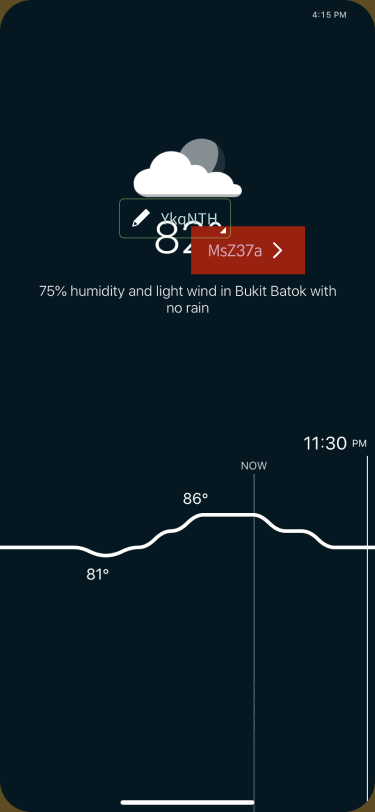 4:15 PM
YkqNTH
MsZ37a
75% humidity and light wind in Bukit Batok with
no rain
11:30 PM
NOW
86°
81°